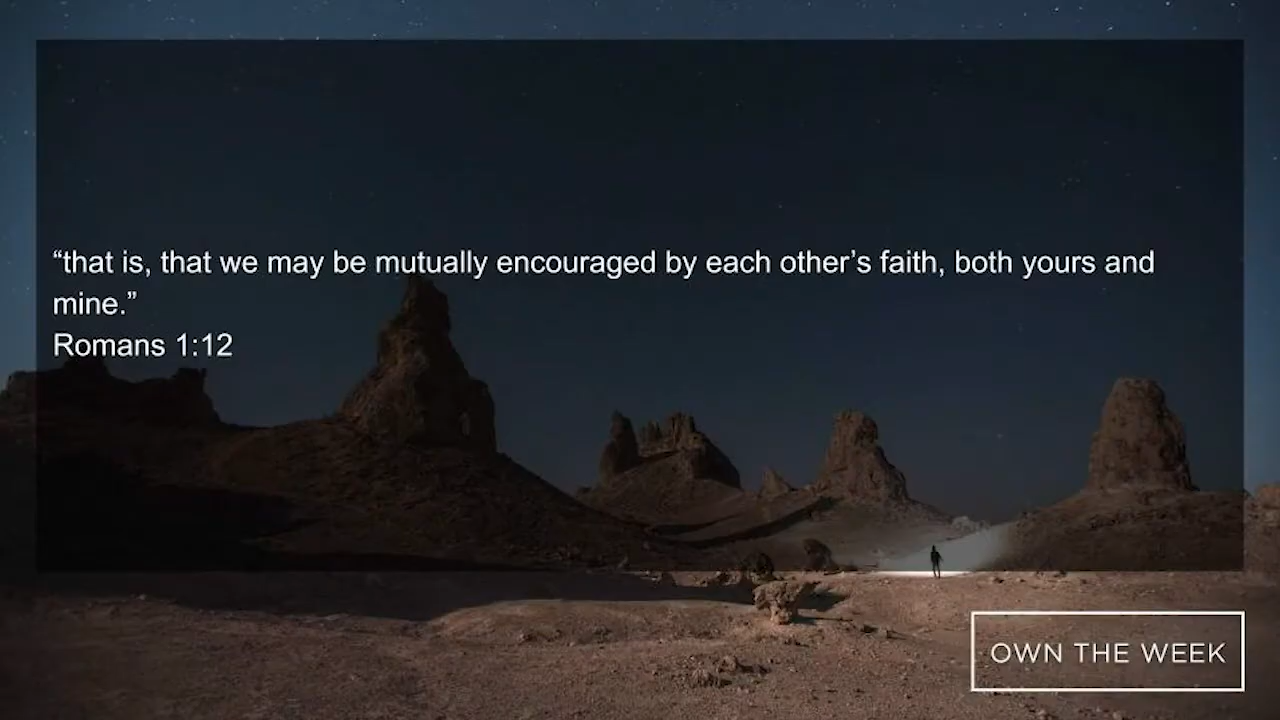 “that is, that we may be mutually encouraged by each other’s faith, both yours and
mine.”
Romans 1:12
OWN THE WEEK